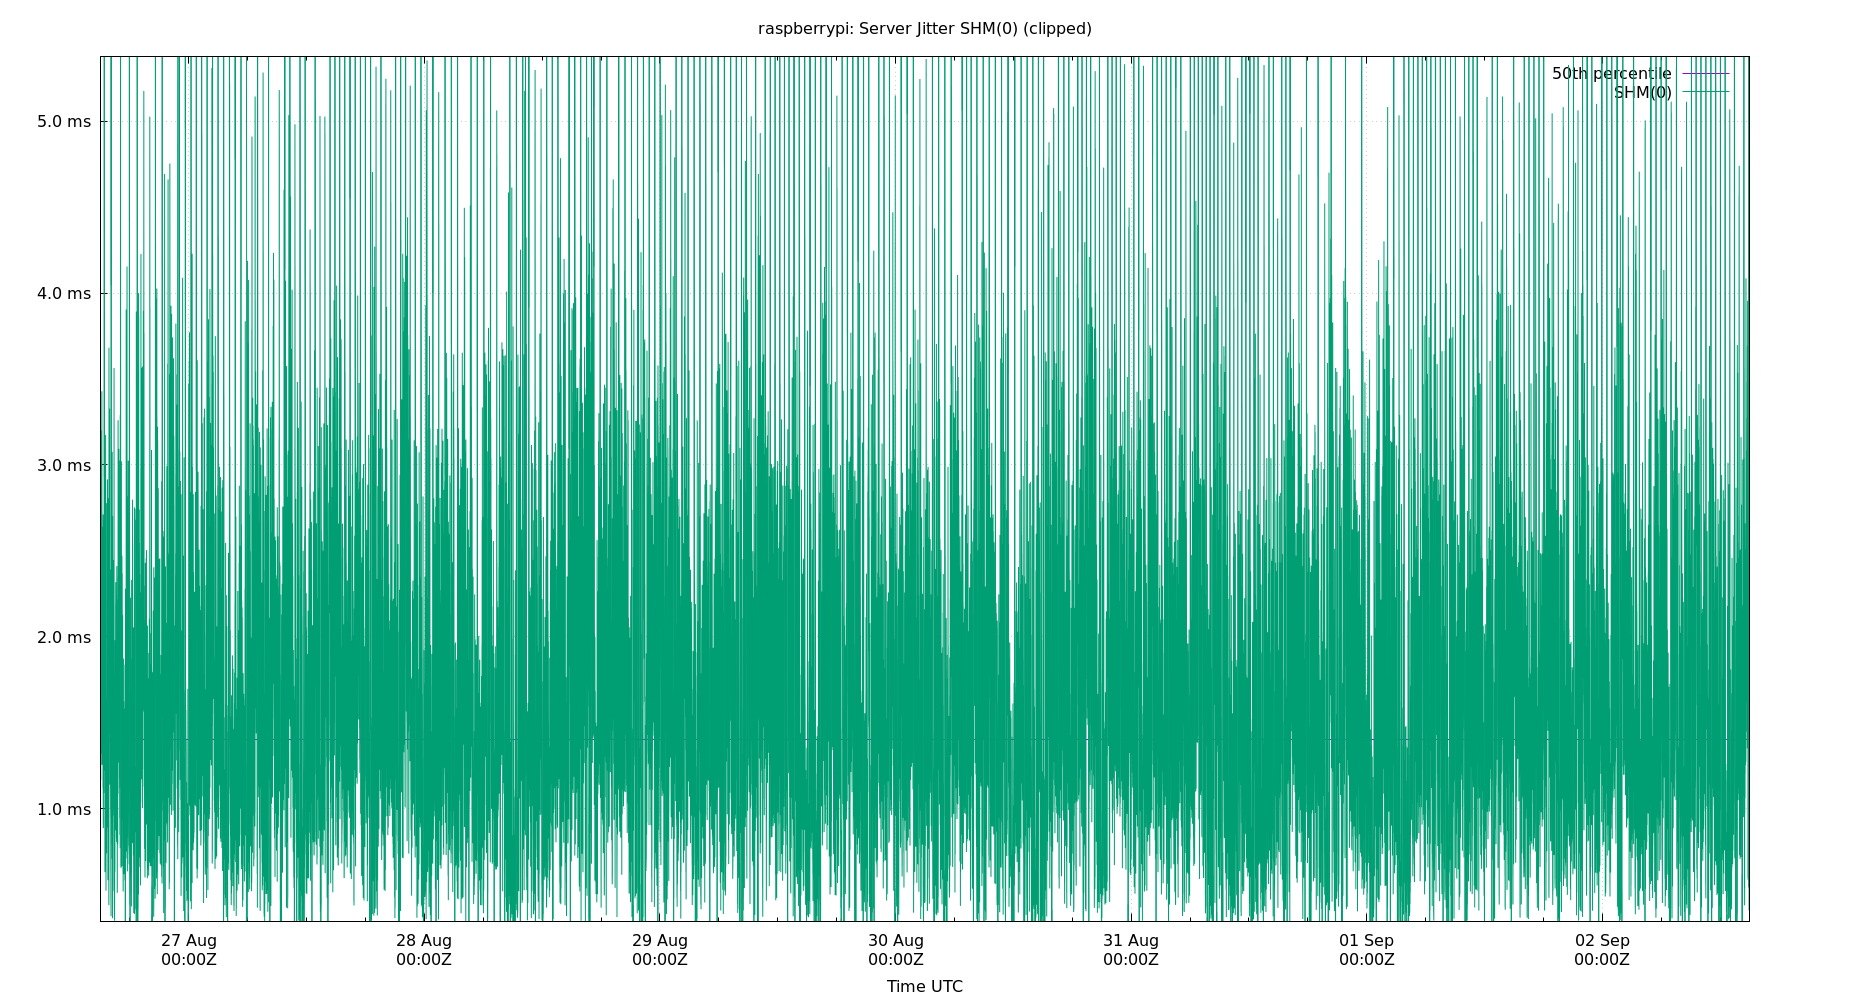 raspberrypi: Server Jitter SHM(0) (clipped)
50th percentile
SHM(0)
5.0 ms
4.0 ms
3.0 ms
2.0 ms
1.0 ms
27 Aug 28 Aug 29 Aug 30 Aug 31 Aug 01 Sep 02 Sep
00:00Z 00:00Z 00:00Z 00:00Z 00:00Z 00:00Z 00:00Z
Time UTC